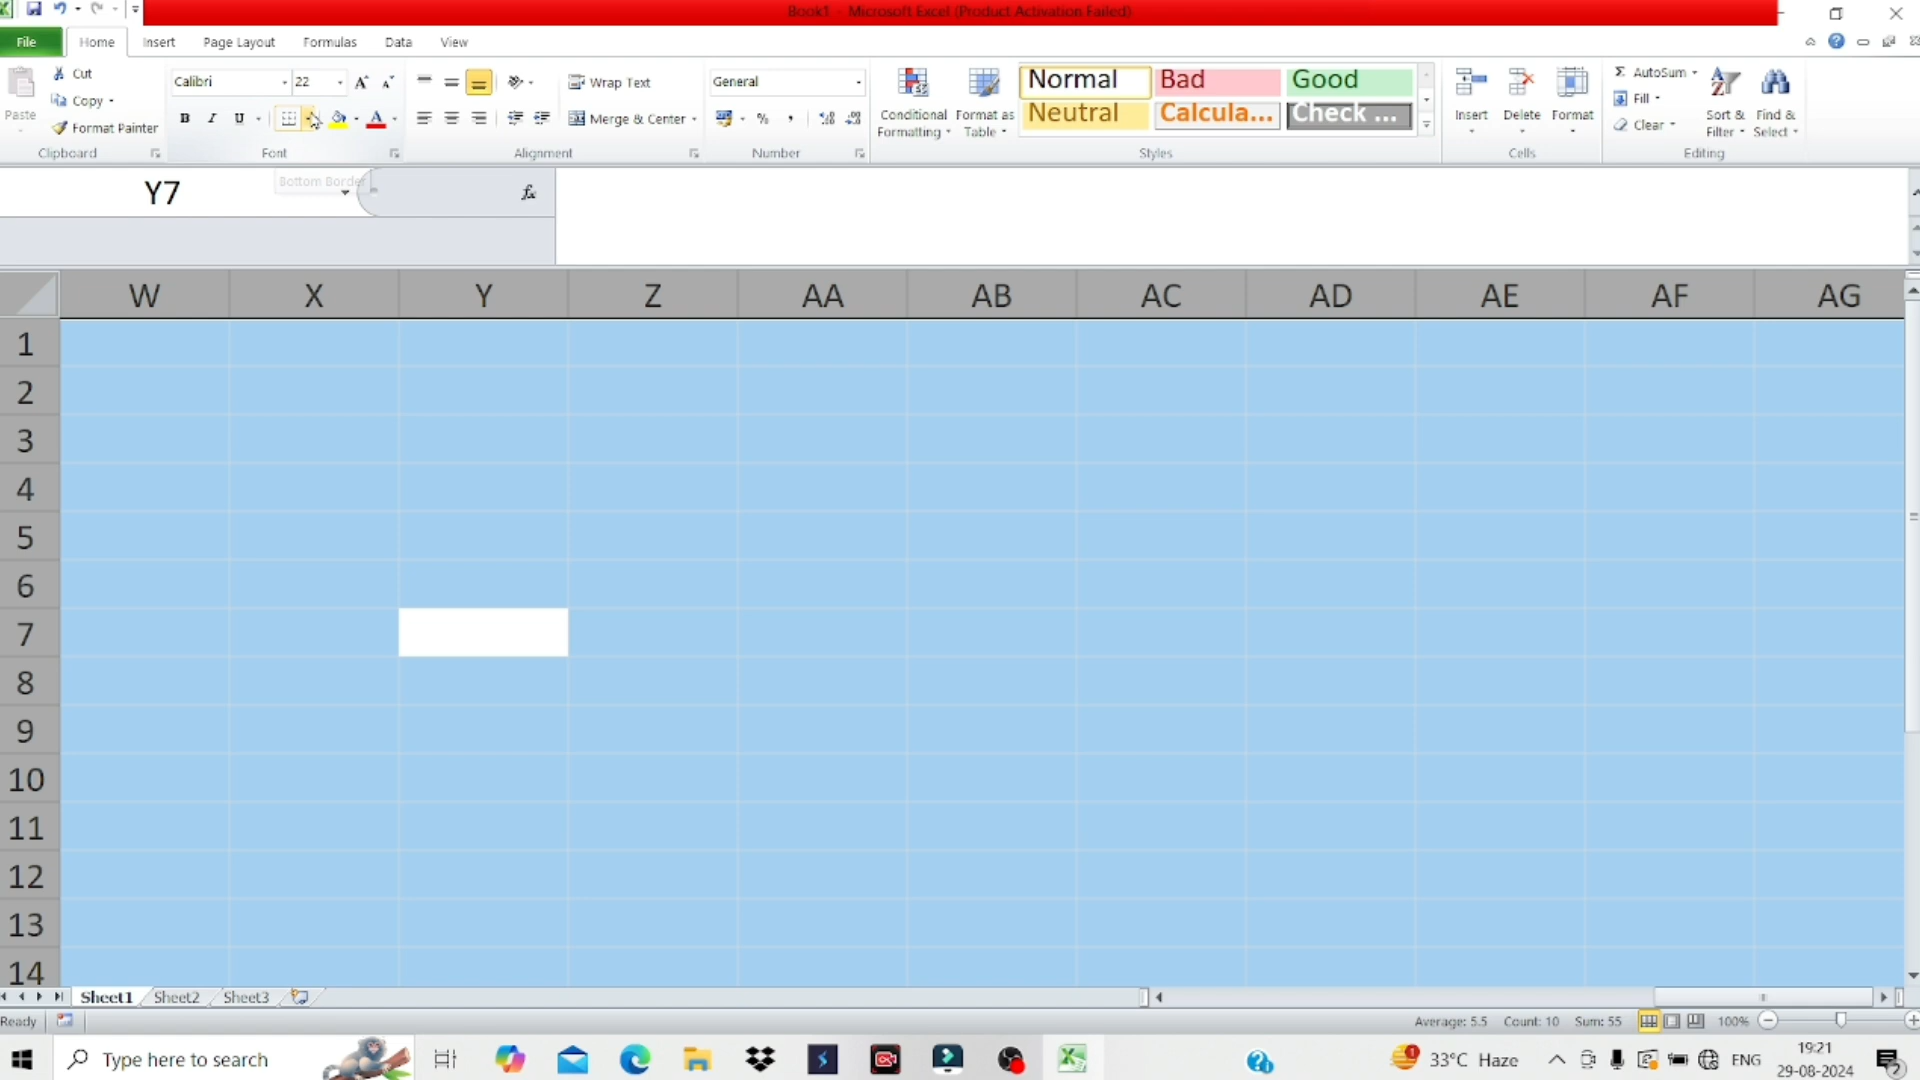 Book1 - Microsoft Excel (Product Activation Failed)
File Home Insert Page Layout Formulas Data View
Paste
Cut
Copy
Format Painter
Clipboard
Calibri 22
B I U
Font
Wrap Text
Merge & Center
Alignment
General
%
Number
Conditional Formatting
Format as Table
Normal Bad Good
Neutral Calcula... Check ...
Styles
Insert Delete Format
Cells
Σ AutoSum
Fill
Clear
Sort & Filter
Find & Select
Editing
Bottom Border
Y7
fx
W X Y Z AA AB AC AD AE AF AG
1
2
3
4
5
6
7
8
9
10
11
12
13
14
Sheet1 Sheet2 Sheet3
Ready
Average: 5.5 Count: 10 Sum: 55 100%
Type here to search
33°C Haze
ENG
19:21
29-08-2024